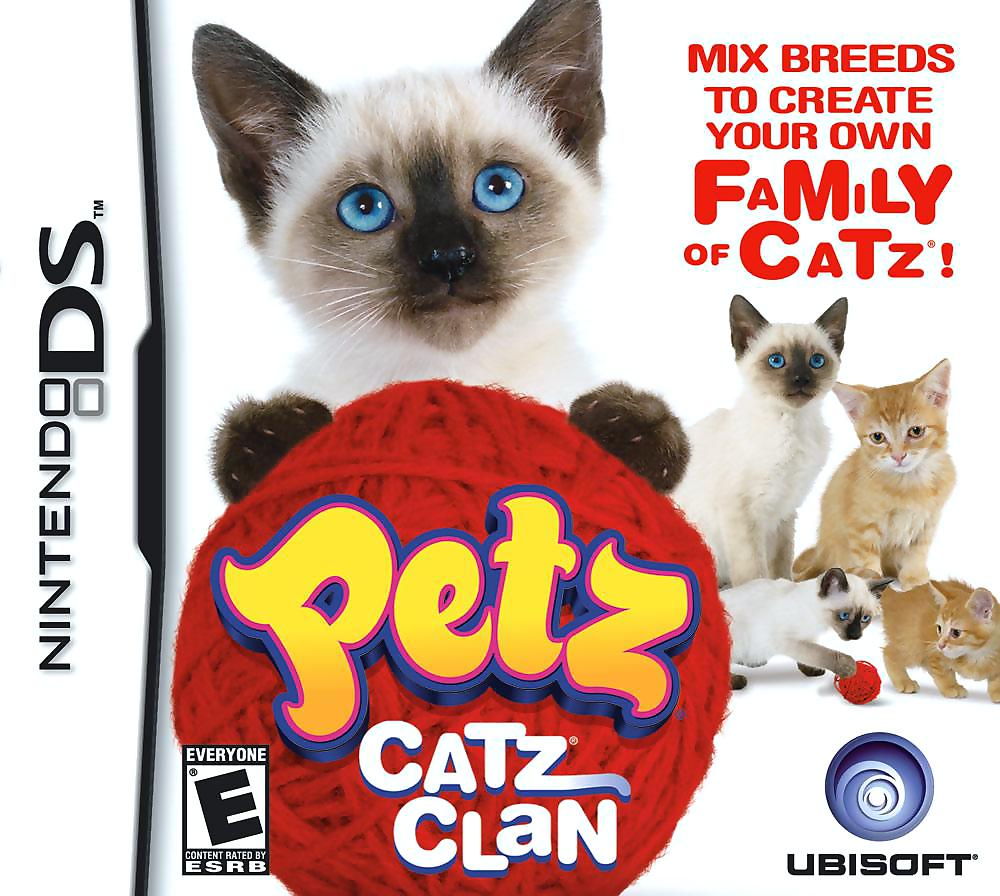 NINTENDO DS™
MIX BREEDS
TO CREATE
YOUR OWN
FAMILY
OF CATZ®!
Petz®
CATZ®
CLaN
EVERYONE
®
E
CONTENT RATED BY
ESRB
UBISOFT®